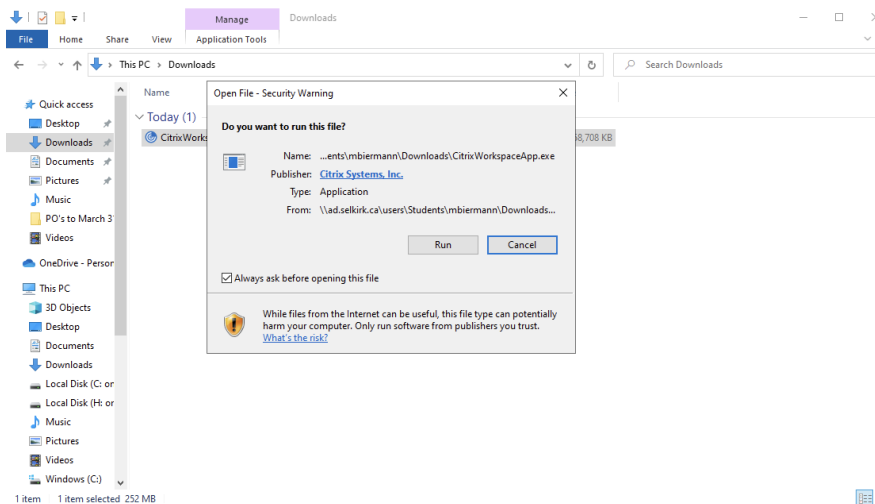 Manage
Downloads
File
Home
Share
View
Application Tools
This PC
Downloads
Search Downloads
Name
Quick access
Desktop
Downloads
Documents
Pictures
Music
PO's to March 3
Videos
OneDrive - Person
This PC
3D Objects
Desktop
Documents
Downloads
Local Disk (C: or
Local Disk (H: or
Music
Pictures
Videos
Windows (C:)
Today (1)
CitrixWorks
8,708 KB
Open File - Security Warning
Do you want to run this file?
Name: ...ents\mbiermann\Downloads\CitrixWorkspaceApp.exe
Publisher: Citrix Systems, Inc.
Type: Application
From: \\ad.selkirk.ca\users\Students\mbiermann\Downloads...
Run
Cancel
Always ask before opening this file
While files from the Internet can be useful, this file type can potentially
harm your computer. Only run software from publishers you trust.
What's the risk?
1 item
1 item selected 252 MB